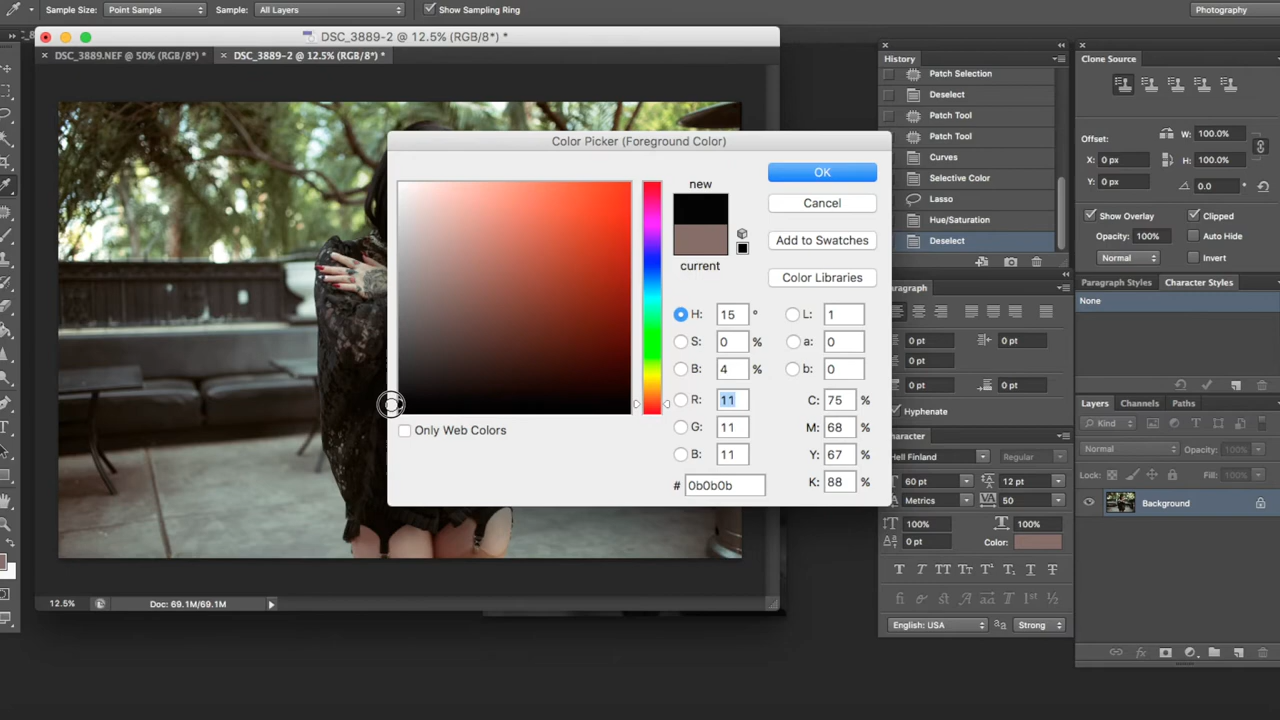 Sample Size: Point Sample Sample: All Layers Show Sampling Ring Photography
DSC_3889-2 @ 12.5% (RGB/8*) *
× DSC_3889.NEF @ 50% (RGB/8*) * × DSC_3889-2 @ 12.5% (RGB/8*) *
Color Picker (Foreground Color)
new
current
OK
Cancel
Add to Swatches
Color Libraries
H: 15 °
S: 0 %
B: 4 %
R: 11
G: 11
B: 11
# 0b0b0b
L: 1
a: 0
b: 0
C: 75 %
M: 68 %
Y: 67 %
K: 88 %
Only Web Colors
12.5% Doc: 69.1M/69.1M
History
Patch Selection
Deselect
Patch Tool
Patch Tool
Curves
Selective Color
Lasso
Hue/Saturation
Deselect
Paragraph
0 pt 0 pt
0 pt
0 pt 0 pt
Hyphenate
Character
Hell Finland Regular
60 pt 12 pt
Metrics 50
100% 100%
0 pt Color:
English: USA Strong
Clone Source
Offset: W: 100.0%
X: 0 px H: 100.0%
Y: 0 px 0.0 °
Show Overlay Clipped
Opacity: 100% Auto Hide
Normal Invert
Paragraph Styles Character Styles
None
Layers Channels Paths
Kind
Normal Opacity: 100%
Lock: Fill: 100%
Background